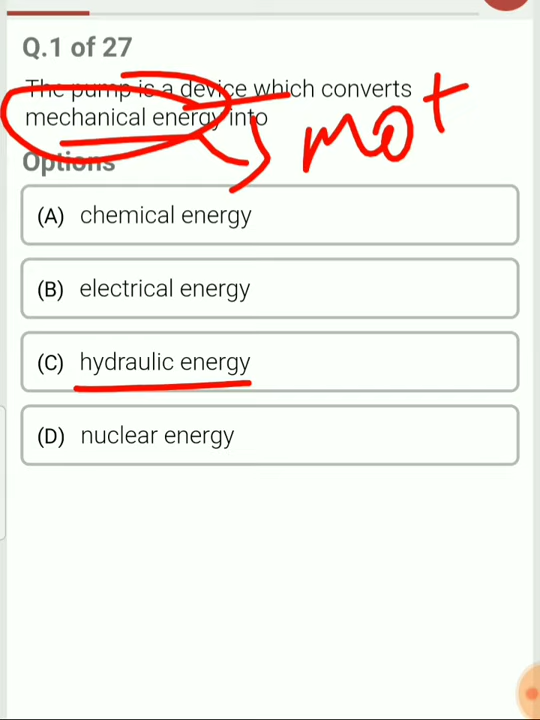 Q.1 of 27
The pump is a device which converts
mechanical energy into
mot
Options
(A) chemical energy
(B) electrical energy
(C) hydraulic energy
(D) nuclear energy